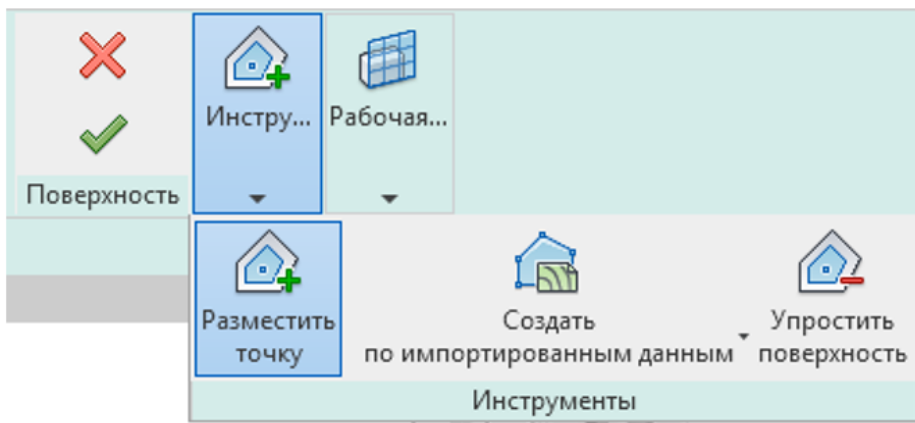 Инстру...
Рабочая...
Поверхность
Разместить
точку
Создать
по импортированным данным
Упростить
поверхность
Инструменты